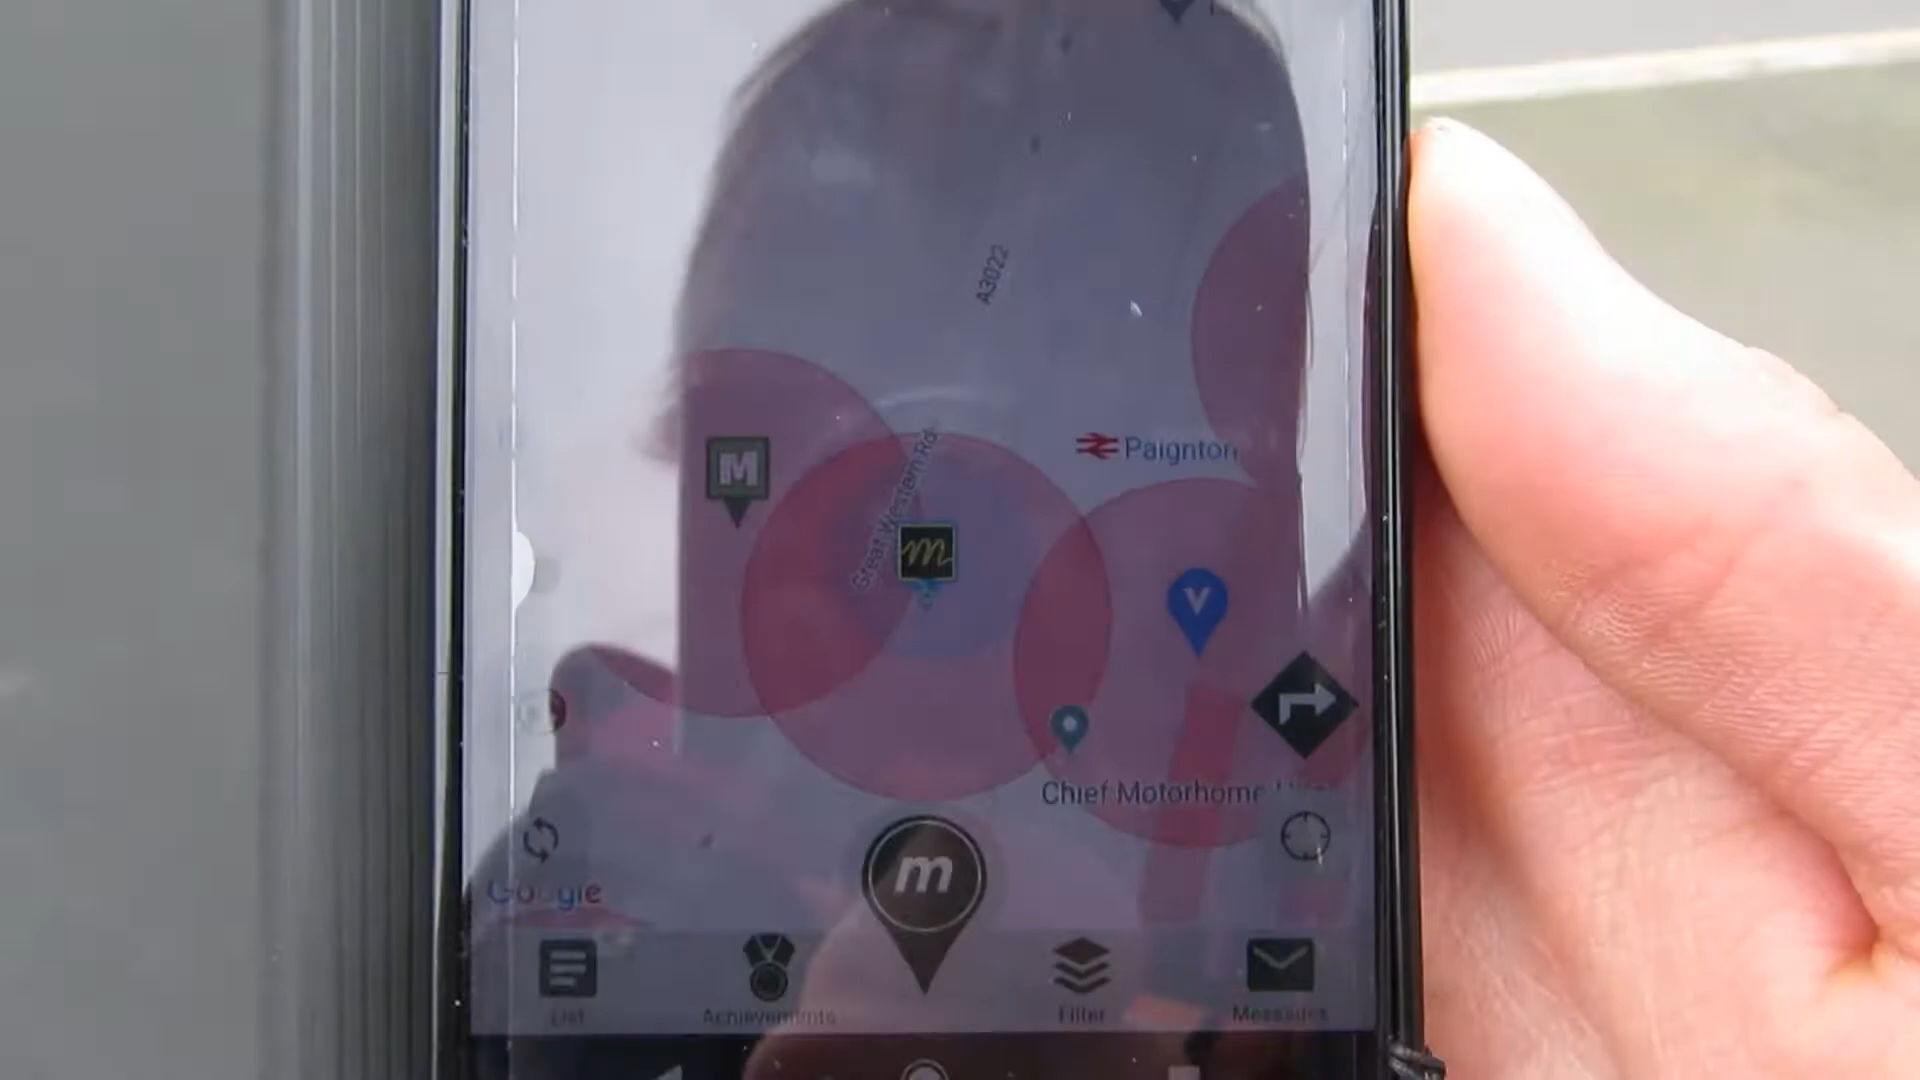 A3022
Paignton
Great Western Rd
M
m
V
Chief Motorhome
m
Google
List
Achievements
Filter
Messages